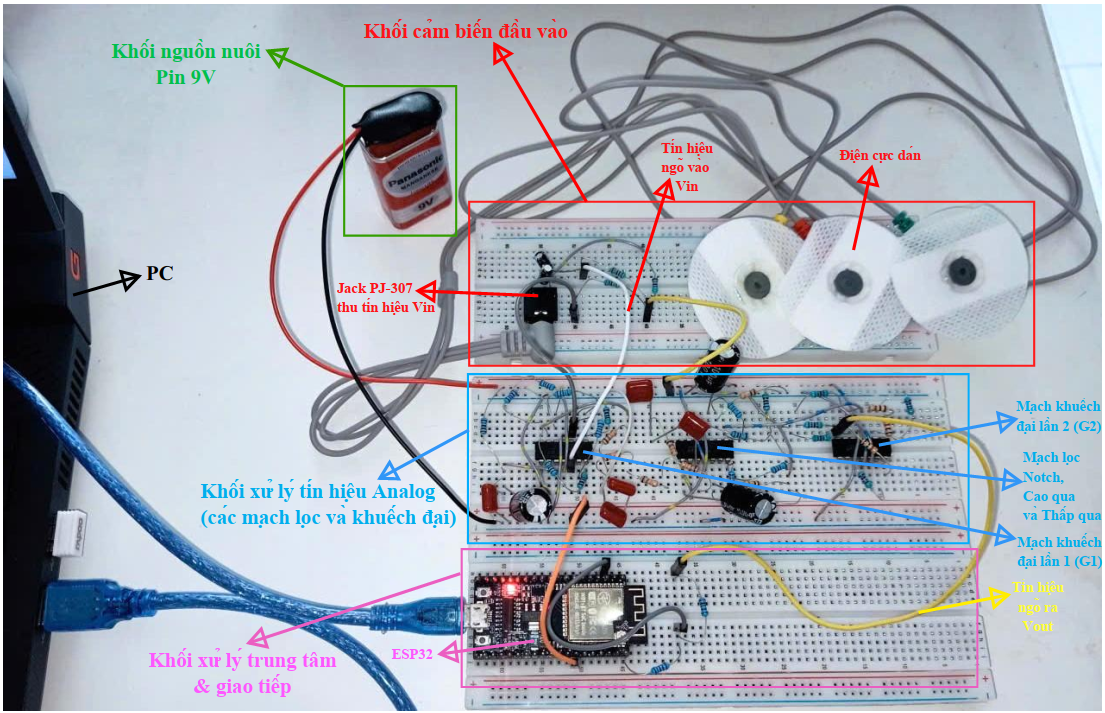 Khối cảm biến đầu vào
Khối nguồn nuôi
Pin 9V
Tín hiệu
ngõ vào
Vin
Điện cực dán
Panasonic
MANGANESE
9V
PC
Jack PJ-307
thu tín hiệu Vin
Mạch khuếch
đại lần 2 (G2)
Mạch lọc
Notch,
Cao qua
và Thấp qua
Khối xử lý tín hiệu Analog
(các mạch lọc và khuếch đại)
Mạch khuếch
đại lần 1 (G1)
Tín hiệu
ngõ ra
Vout
ESP32
Khối xử lý trung tâm
& giao tiếp